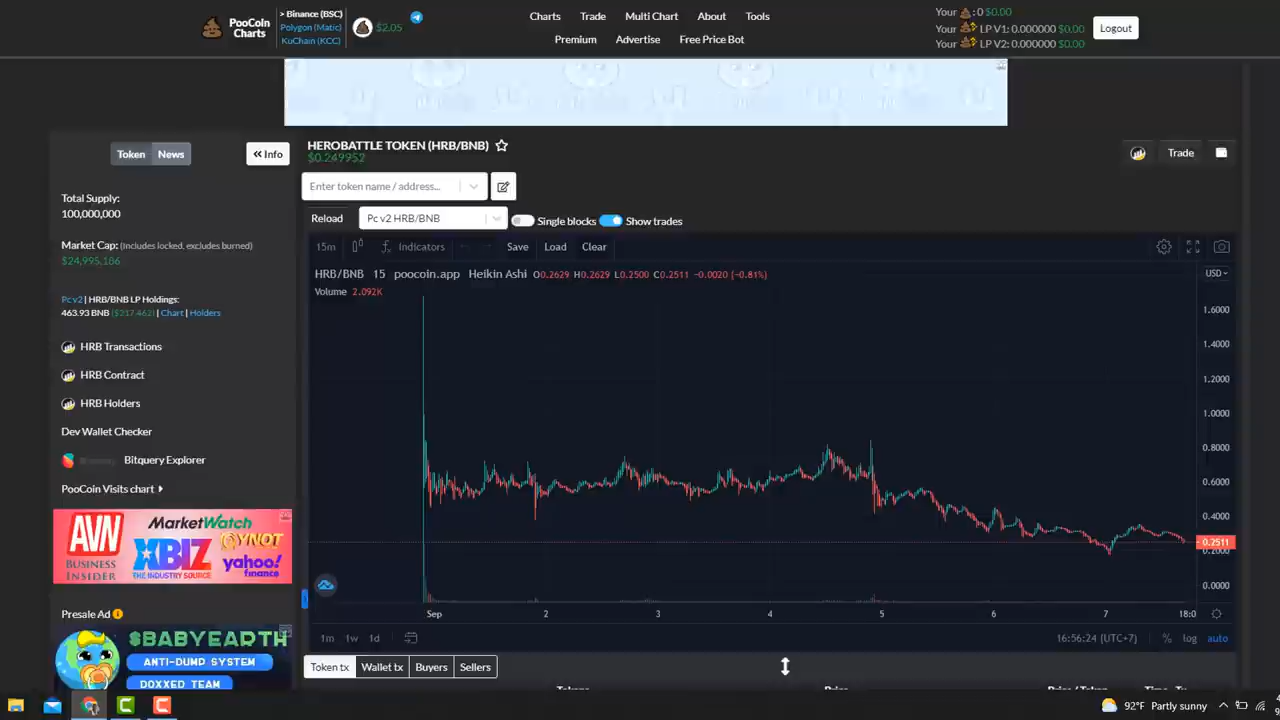 PooCoin
Charts
> Binance (BSC)
Polygon (Matic)
KuChain (KCC)
$2.05
Charts
Trade
Multi Chart
About
Tools
Premium
Advertise
Free Price Bot
Your : 0 $0.00
Your LP V1: 0.000000 $0.00
Your LP V2: 0.000000 $0.00
Logout
Token
News
Info
Total Supply:
100,000,000
Market Cap: (Includes locked, excludes burned)
$24,995,186
Pc v2 | HRB/BNB LP Holdings:
463.93 BNB ($217,462) | Chart | Holders
HRB Transactions
HRB Contract
HRB Holders
Dev Wallet Checker
Bitquery Explorer
PooCoin Visits chart
AVN
BUSINESS
INSIDER
MarketWatch
XBIZ
THE INDUSTRY SOURCE
YNOT
yahoo!
finance
Presale Ad
$BABYEARTH
ANTI-DUMP SYSTEM
DOXXED TEAM
HEROBATTLE TOKEN (HRB/BNB)
$0.249952
Trade
Enter token name / address...
Reload
Pc v2 HRB/BNB
Single blocks
Show trades
15m
Indicators
Save
Load
Clear
HRB/BNB 15 poocoin.app Heikin Ashi O0.2629 H0.2629 L0.2500 C0.2511 -0.0020 (-0.81%)
Volume 2.092K
USD
1.6000
1.4000
1.2000
1.0000
0.8000
0.6000
0.4000
0.2511
0.2000
0.0000
Sep
2
3
4
5
6
7
18:0
1m
1w
1d
16:56:24 (UTC+7)
%
log
auto
Token tx
Wallet tx
Buyers
Sellers
Tokens
Price
Price / Token
Time
92°F Partly sunny